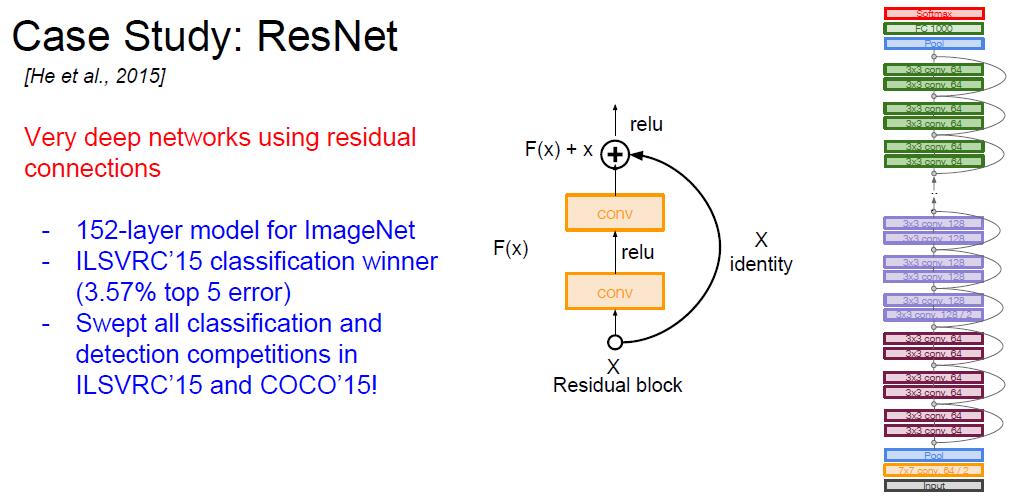 Case Study: ResNet
[He et al., 2015]
Very deep networks using residual
connections
- 152-layer model for ImageNet
- ILSVRC'15 classification winner
(3.57% top 5 error)
- Swept all classification and
detection competitions in
ILSVRC'15 and COCO'15!
relu
F(x) + x
conv
F(x)
relu
X
identity
conv
X
Residual block
Softmax
FC 1000
Pool
3x3 conv, 64
3x3 conv, 64
3x3 conv, 64
3x3 conv, 64
3x3 conv, 64
3x3 conv, 64
..
3x3 conv, 128
3x3 conv, 128
3x3 conv, 128
3x3 conv, 128
3x3 conv, 128
3x3 conv, 128 / 2
3x3 conv, 64
3x3 conv, 64
3x3 conv, 64
3x3 conv, 64
3x3 conv, 64
3x3 conv, 64
Pool
7x7 conv, 64 / 2
Input